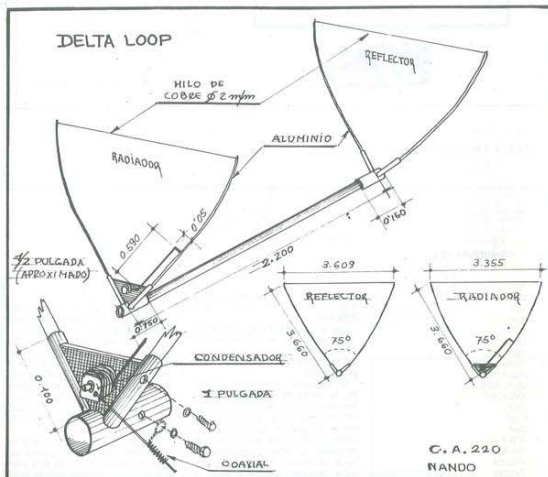 DELTA LOOP
REFLECTOR
HILO DE
COBRE Ø 2 m/m
ALUMINIO
RADIADOR
0.590
0'05
0'160
1/2 PULGADA
(APROXIMADO)
2.200
0.750
3.609
3.355
REFLECTOR
RADIADOR
3.660
75º
3.660
75º
CONDENSADOR
0.100
1 PULGADA
COAXIAL
C.A. 220
NANDO